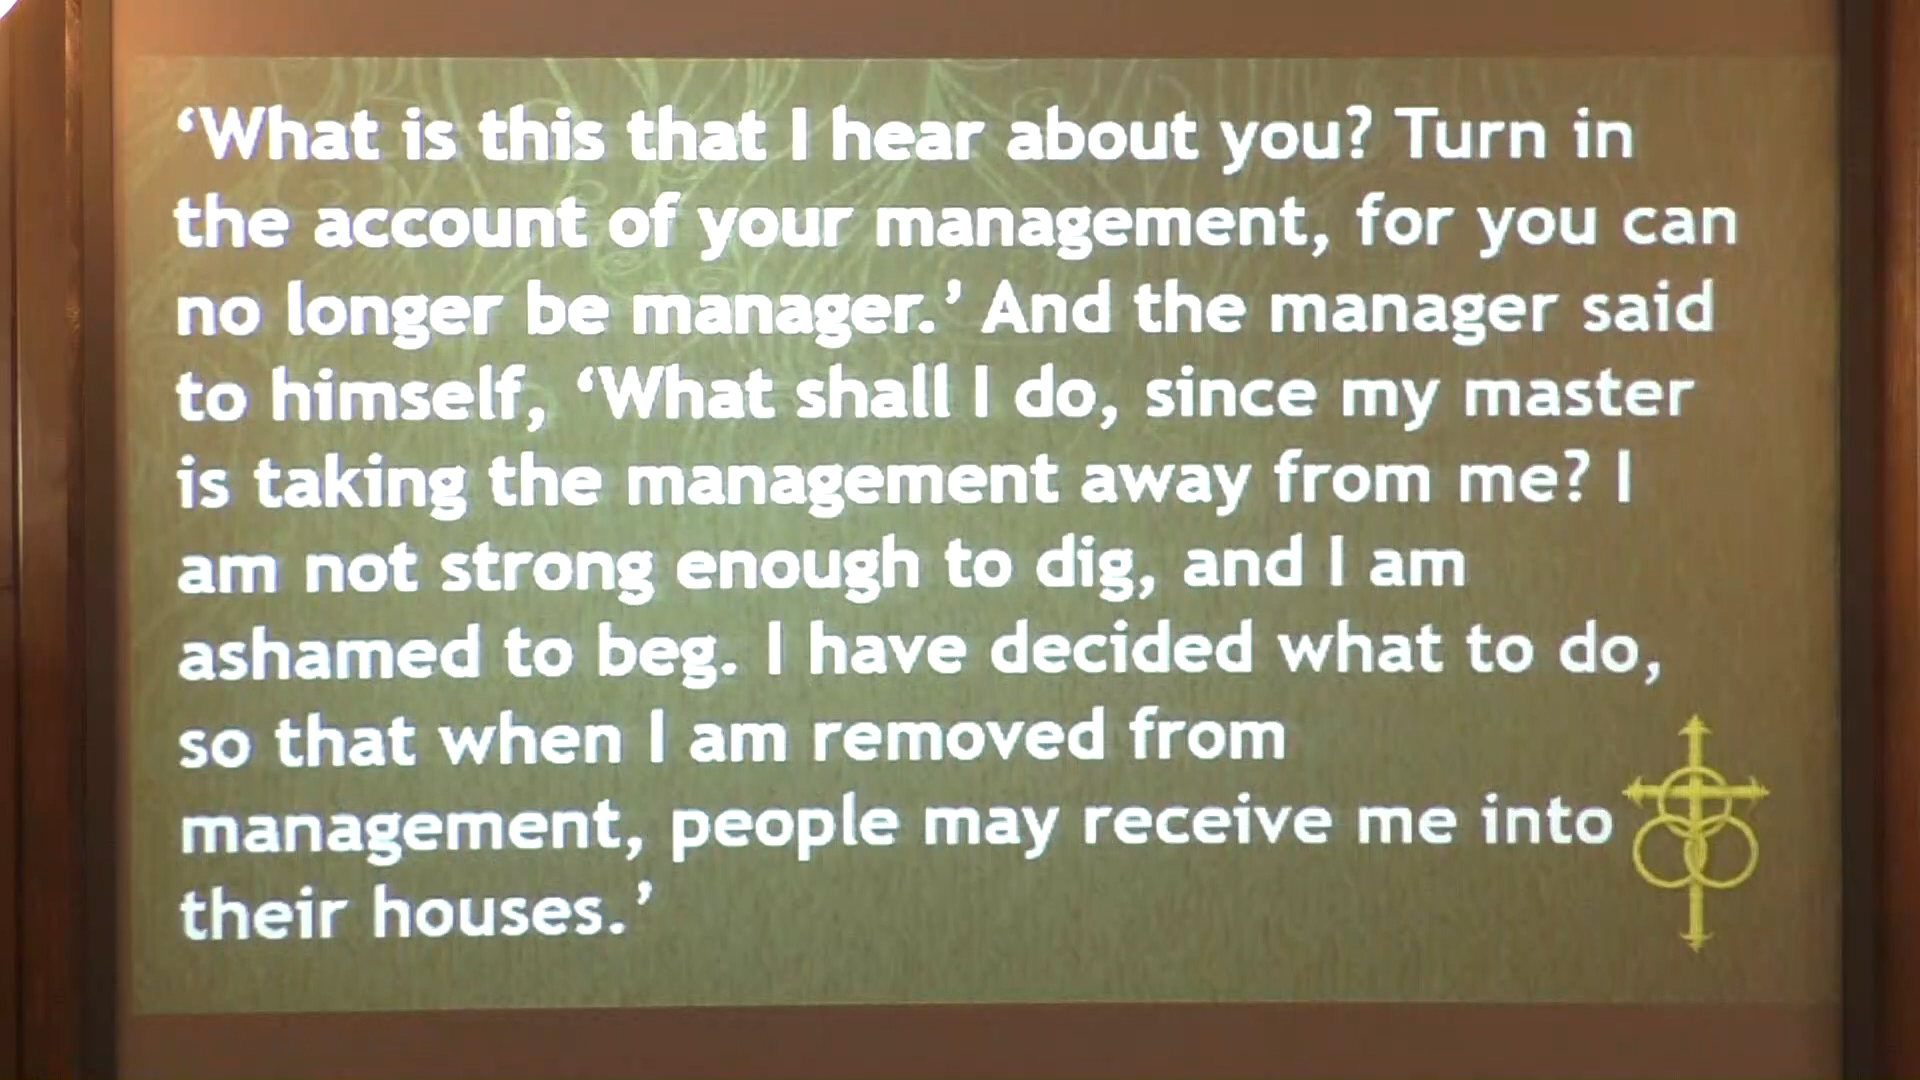 ‘What is this that I hear about you? Turn in
the account of your management, for you can
no longer be manager.’ And the manager said
to himself, ‘What shall I do, since my master
is taking the management away from me? I
am not strong enough to dig, and I am
ashamed to beg. I have decided what to do,
so that when I am removed from
management, people may receive me into
their houses.’